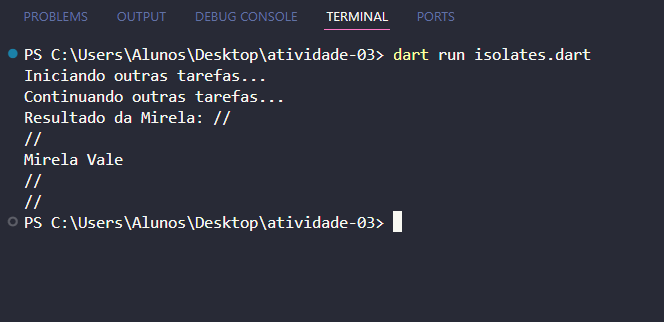 PROBLEMS OUTPUT DEBUG CONSOLE TERMINAL PORTS
PS C:\Users\Alunos\Desktop\atividade-03> dart run isolates.dart
Iniciando outras tarefas...
Continuando outras tarefas...
Resultado da Mirela: //
//
Mirela Vale
//
//
PS C:\Users\Alunos\Desktop\atividade-03>